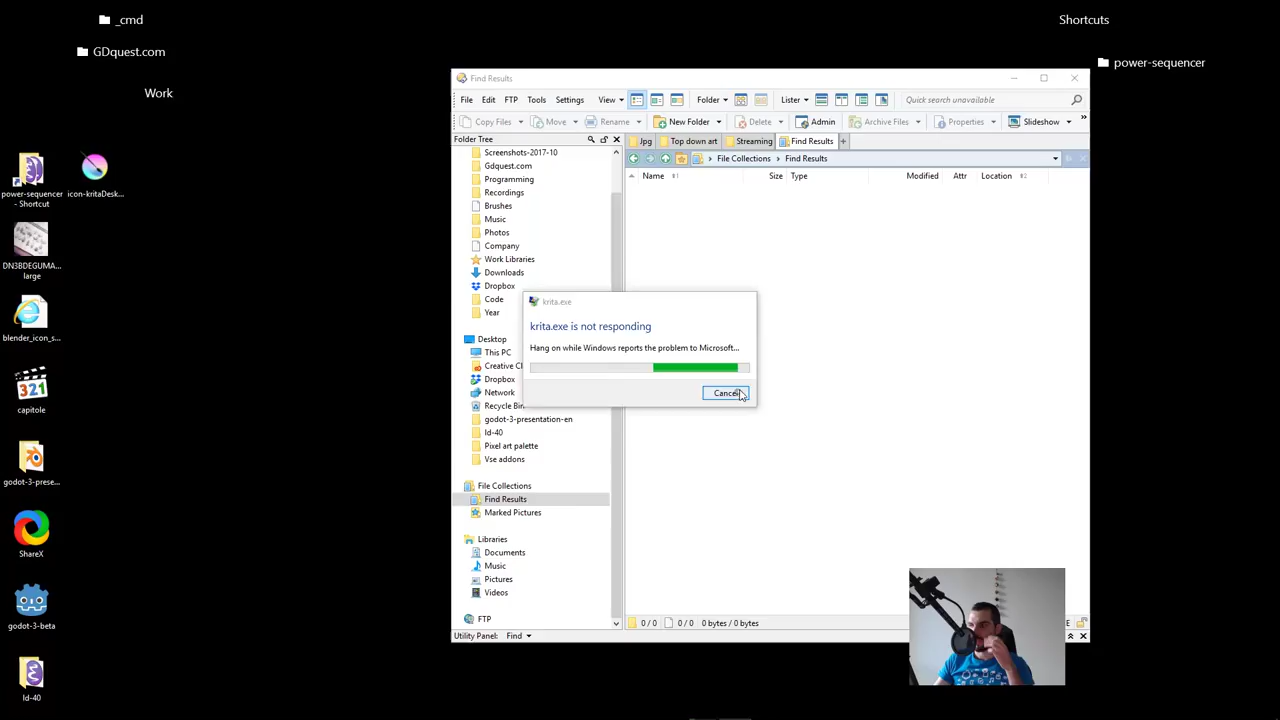 _cmd
GDquest.com
Work
Shortcuts
power-sequencer
power-sequencer
- Shortcut
icon-kritaDesk...
DN3BDEGUMA...
large
blender_icon_s...
capitole
godot-3-prese...
ShareX
godot-3-beta
ld-40
Find Results
File Edit FTP Tools Settings View Folder Lister Quick search unavailable
Copy Files Move Rename New Folder Delete Admin Archive Files Properties Slideshow
Folder Tree
Jpg Top down art Streaming Find Results
File Collections Find Results
Name Size Type Modified Attr Location
Screenshots-2017-10
Gdquest.com
Programming
Recordings
Brushes
Music
Photos
Company
Work Libraries
Downloads
Dropbox
Code
Year
Desktop
This PC
Creative Cl
Dropbox
Network
Recycle Bin
godot-3-presentation-en
ld-40
Pixel art palette
Vse addons
File Collections
Find Results
Marked Pictures
Libraries
Documents
Music
Pictures
Videos
FTP
krita.exe
krita.exe is not responding
Hang on while Windows reports the problem to Microsoft...
Cancel
0 / 0 0 / 0 0 bytes / 0 bytes
Utility Panel: Find